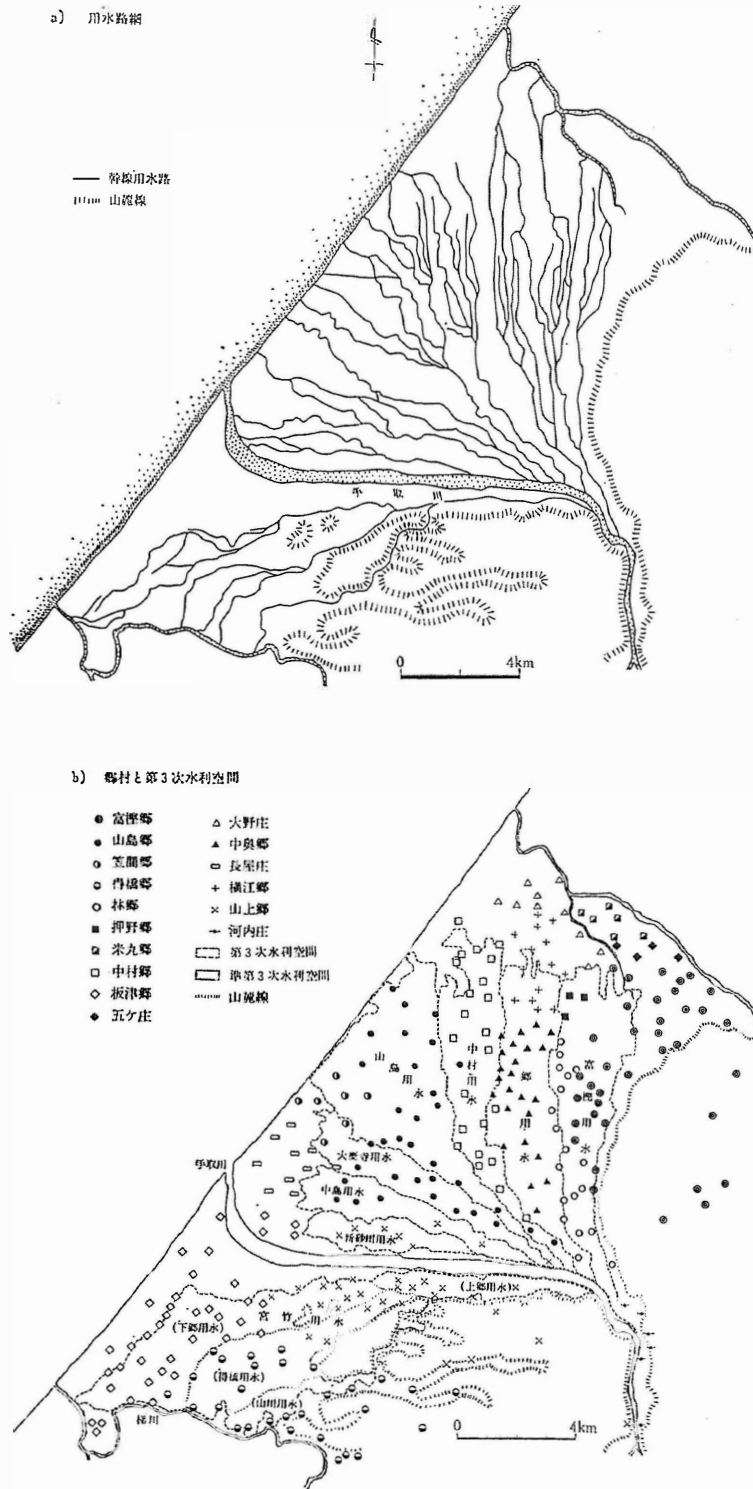 a) 用水路網
幹線用水路
山麓線
手取川
0 4km
b) 郷村と第3次水利空間
富樫郷
山島郷
笠間郷
林郷
押野郷
米丸郷
中村郷
板津郷
五ケ庄
大野庄
中奥郷
長屋庄
横江郷
山上郷
河内庄
第3次水利空間
準第3次水利空間
山麓線
山島用水
中村用水
郷用水
富樫用水
大慶寺用水
中島用水
手取川
(上郷用水)
宮竹用水
(下郷用水)
(山川用水)
梯川
0 4km